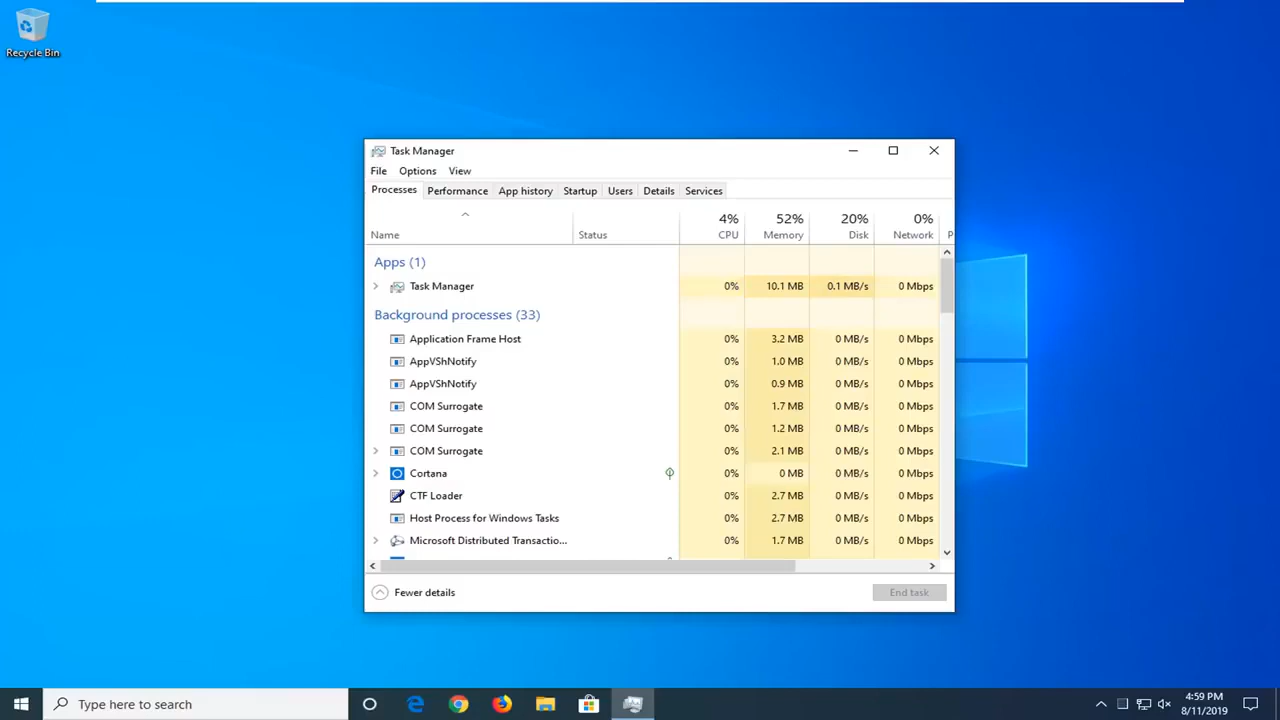 Recycle Bin
Task Manager
File Options View
Processes Performance App history Startup Users Details Services
4% 52% 20% 0%
Name Status CPU Memory Disk Network P
Apps (1)
Task Manager 0% 10.1 MB 0.1 MB/s 0 Mbps
Background processes (33)
Application Frame Host 0% 3.2 MB 0 MB/s 0 Mbps
AppVShNotify 0% 1.0 MB 0 MB/s 0 Mbps
AppVShNotify 0% 0.9 MB 0 MB/s 0 Mbps
COM Surrogate 0% 1.7 MB 0 MB/s 0 Mbps
COM Surrogate 0% 1.2 MB 0 MB/s 0 Mbps
COM Surrogate 0% 2.1 MB 0 MB/s 0 Mbps
Cortana 0% 0 MB 0 MB/s 0 Mbps
CTF Loader 0% 2.7 MB 0 MB/s 0 Mbps
Host Process for Windows Tasks 0% 2.7 MB 0 MB/s 0 Mbps
Microsoft Distributed Transactio... 0% 1.7 MB 0 MB/s 0 Mbps
Fewer details End task
Type here to search
4:59 PM
8/11/2019